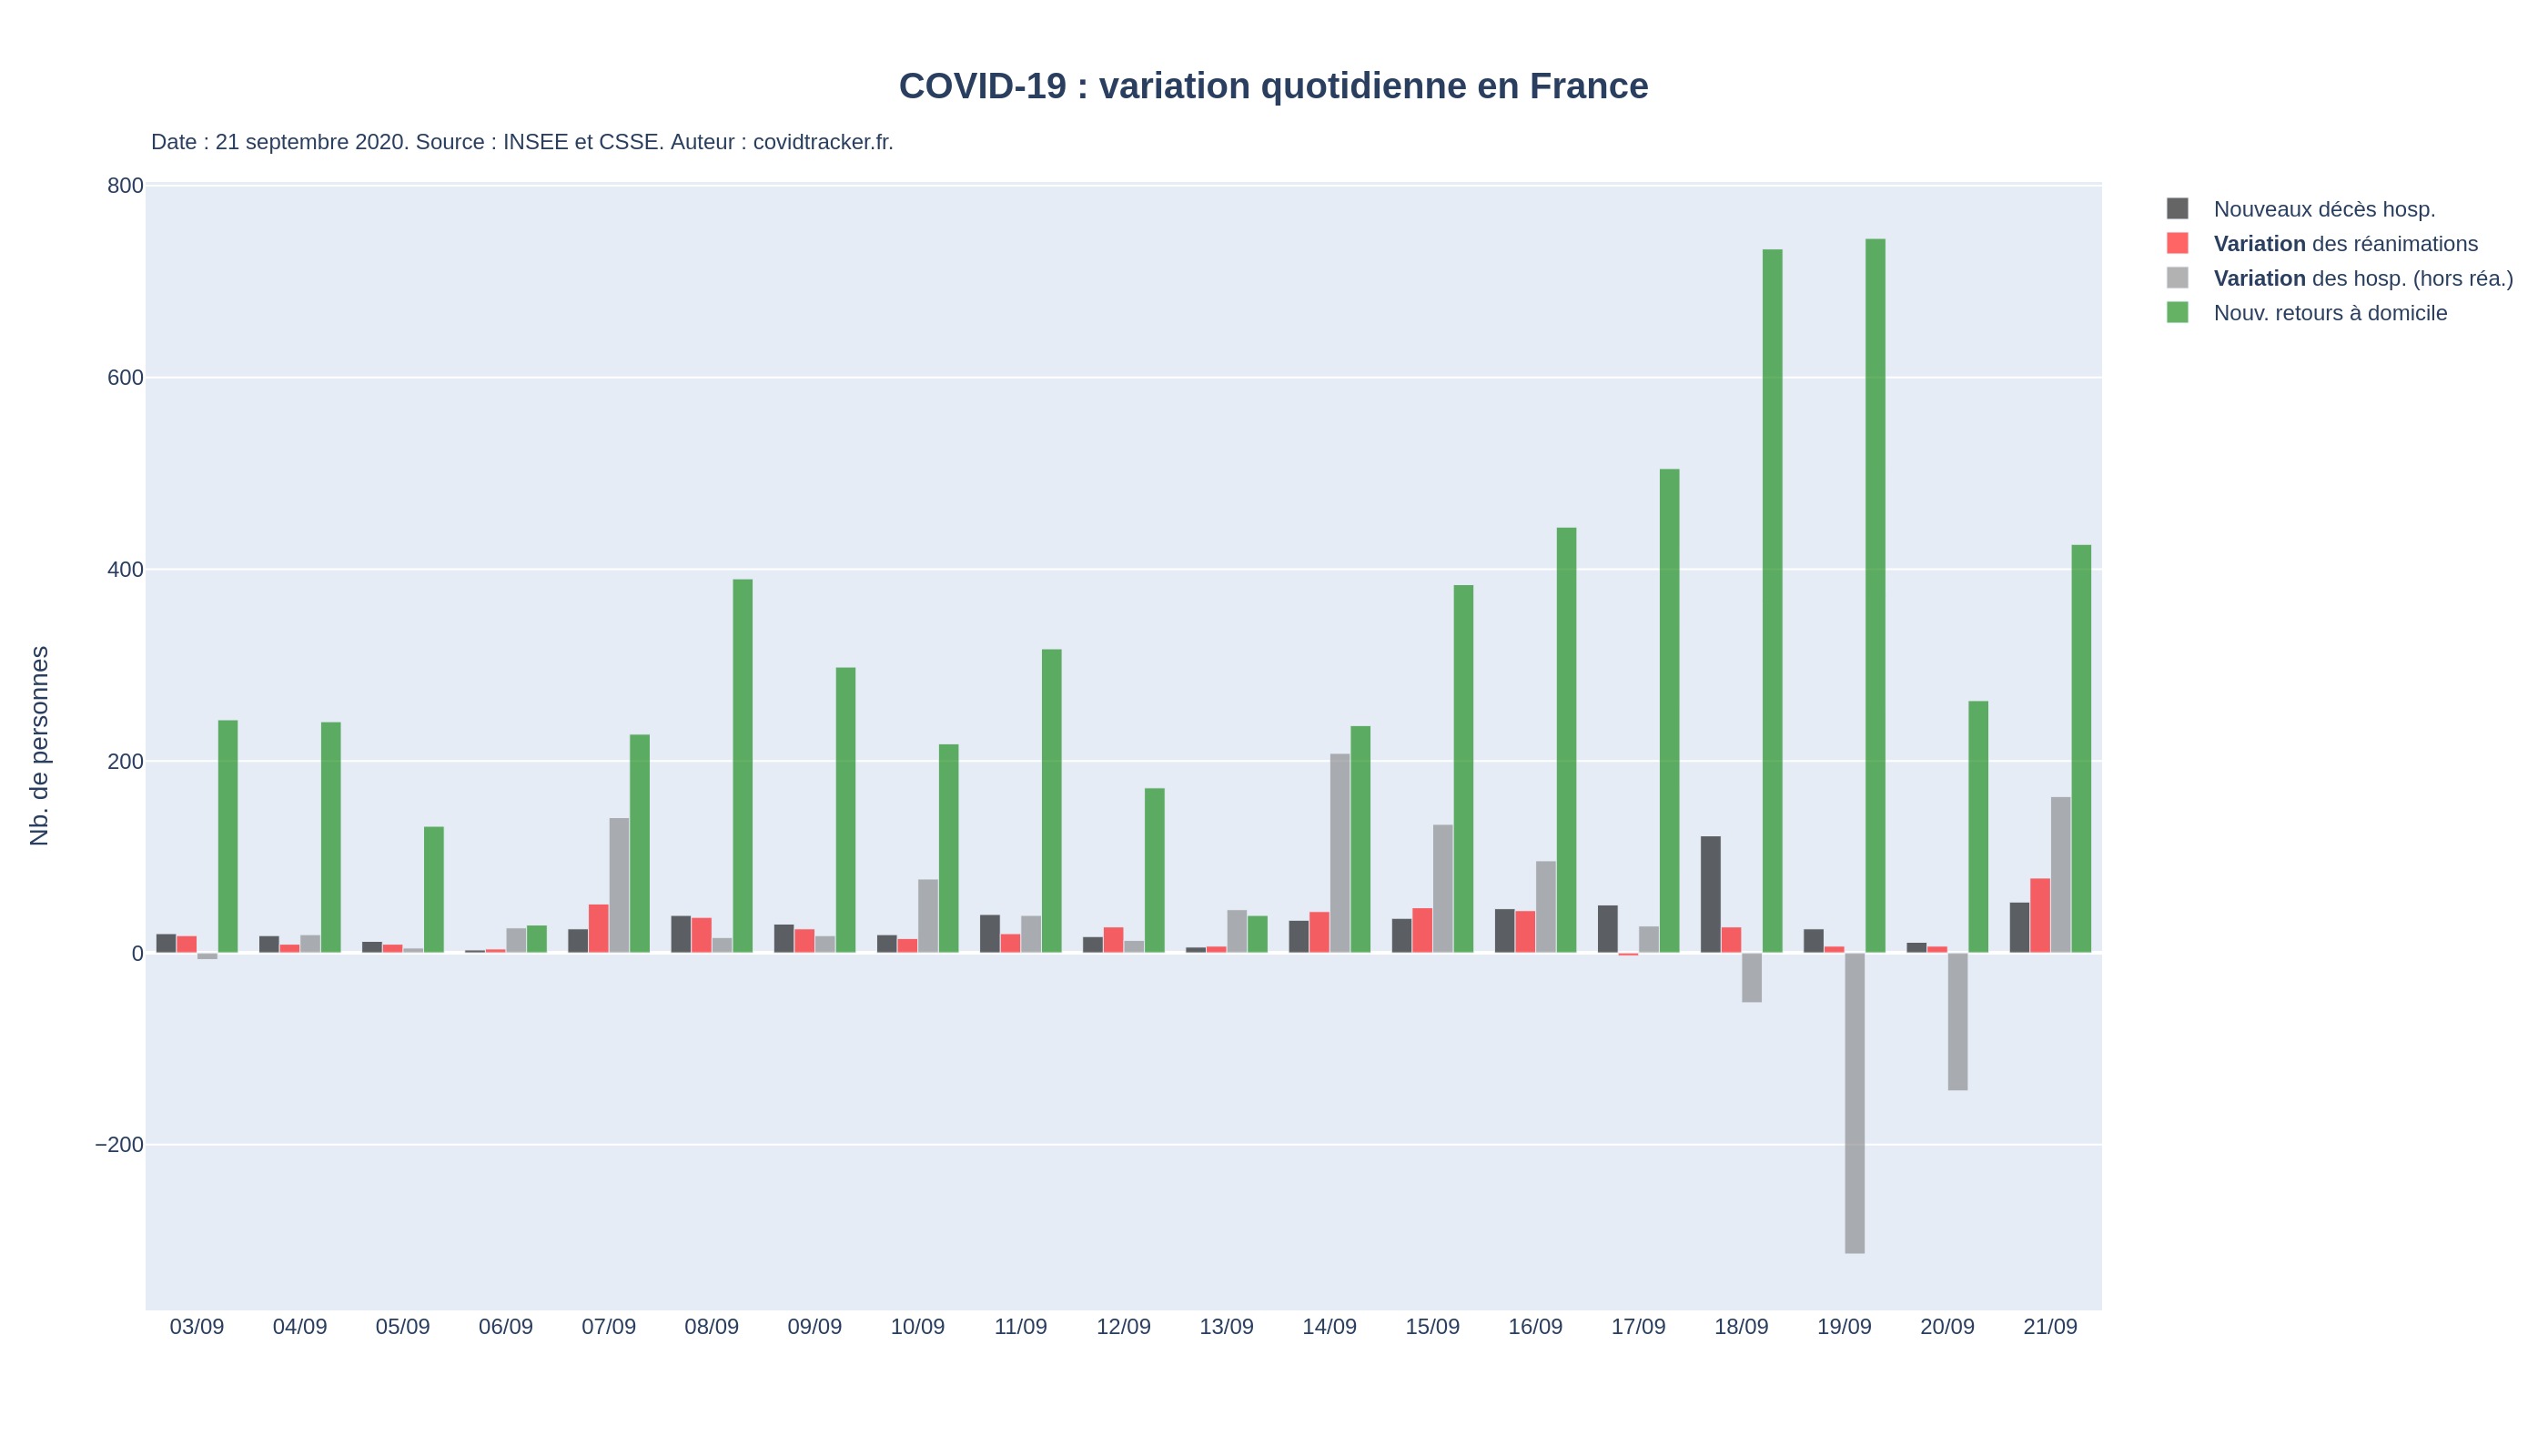 COVID-19 : variation quotidienne en France
Date : 21 septembre 2020. Source : INSEE et CSSE. Auteur : covidtracker.fr.
Nouveaux décès hosp.
Variation des réanimations
Variation des hosp. (hors réa.)
Nouv. retours à domicile
Nb. de personnes
800
600
400
200
0
−200
03/09 04/09 05/09 06/09 07/09 08/09 09/09 10/09 11/09 12/09 13/09 14/09 15/09 16/09 17/09 18/09 19/09 20/09 21/09